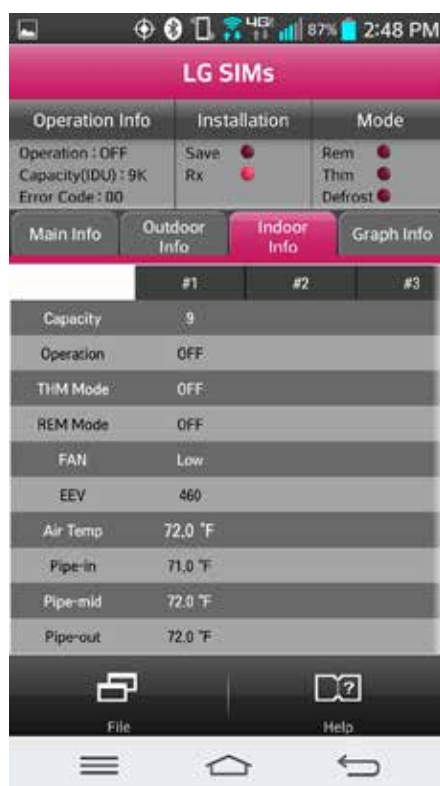 4G 87% 2:48 PM
LG SIMs
Operation Info Installation Mode
Operation : OFF Save Rem
Capacity(IDU) : 9K Rx Thm
Error Code : 00 Defrost
Main Info Outdoor Info Indoor Info Graph Info
#1 #2 #3
Capacity 9
Operation OFF
THM Mode OFF
REM Mode OFF
FAN Low
EEV 460
Air Temp 72.0 °F
Pipe-in 71.0 °F
Pipe-mid 72.0 °F
Pipe-out 72.0 °F
?
File Help